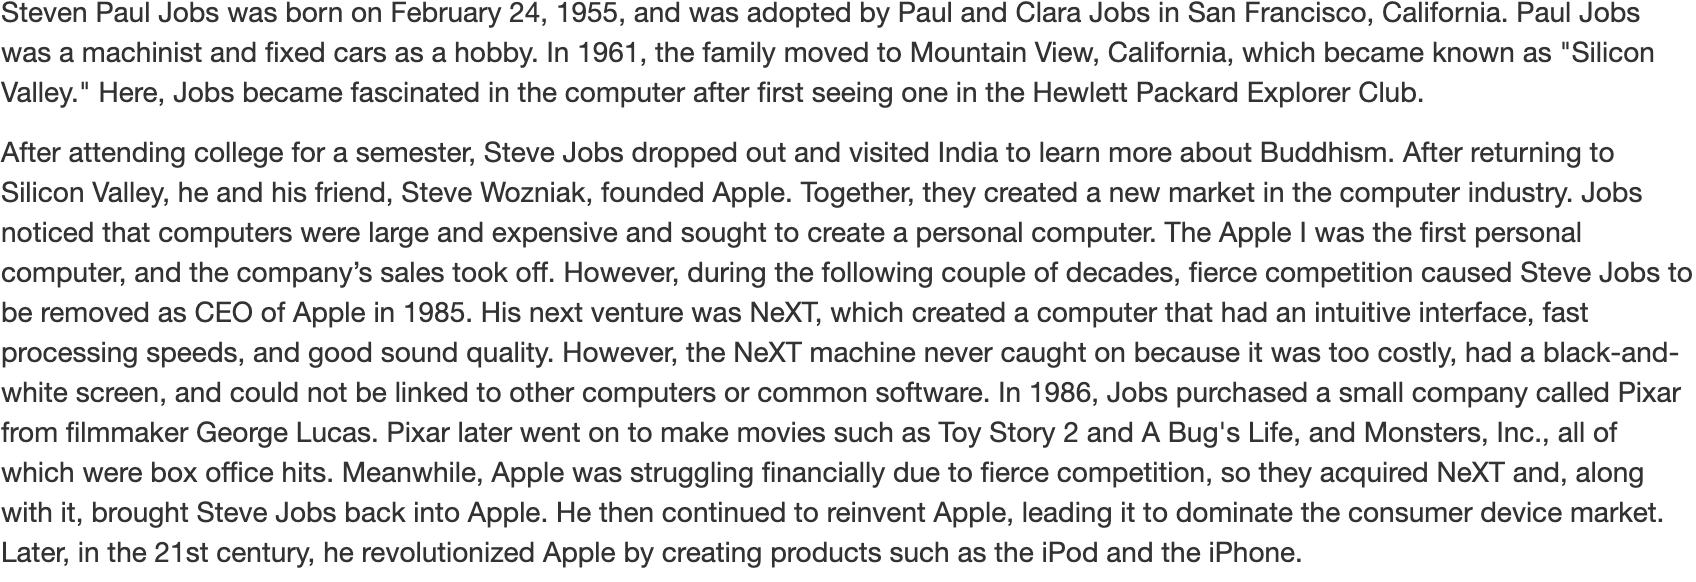 Steven Paul Jobs was born on February 24, 1955, and was adopted by Paul and Clara Jobs in San Francisco, California. Paul Jobs
was a machinist and fixed cars as a hobby. In 1961, the family moved to Mountain View, California, which became known as "Silicon
Valley." Here, Jobs became fascinated in the computer after first seeing one in the Hewlett Packard Explorer Club.
After attending college for a semester, Steve Jobs dropped out and visited India to learn more about Buddhism. After returning to
Silicon Valley, he and his friend, Steve Wozniak, founded Apple. Together, they created a new market in the computer industry. Jobs
noticed that computers were large and expensive and sought to create a personal computer. The Apple I was the first personal
computer, and the company’s sales took off. However, during the following couple of decades, fierce competition caused Steve Jobs to
be removed as CEO of Apple in 1985. His next venture was NeXT, which created a computer that had an intuitive interface, fast
processing speeds, and good sound quality. However, the NeXT machine never caught on because it was too costly, had a black-and-
white screen, and could not be linked to other computers or common software. In 1986, Jobs purchased a small company called Pixar
from filmmaker George Lucas. Pixar later went on to make movies such as Toy Story 2 and A Bug's Life, and Monsters, Inc., all of
which were box office hits. Meanwhile, Apple was struggling financially due to fierce competition, so they acquired NeXT and, along
with it, brought Steve Jobs back into Apple. He then continued to reinvent Apple, leading it to dominate the consumer device market.
Later, in the 21st century, he revolutionized Apple by creating products such as the iPod and the iPhone.